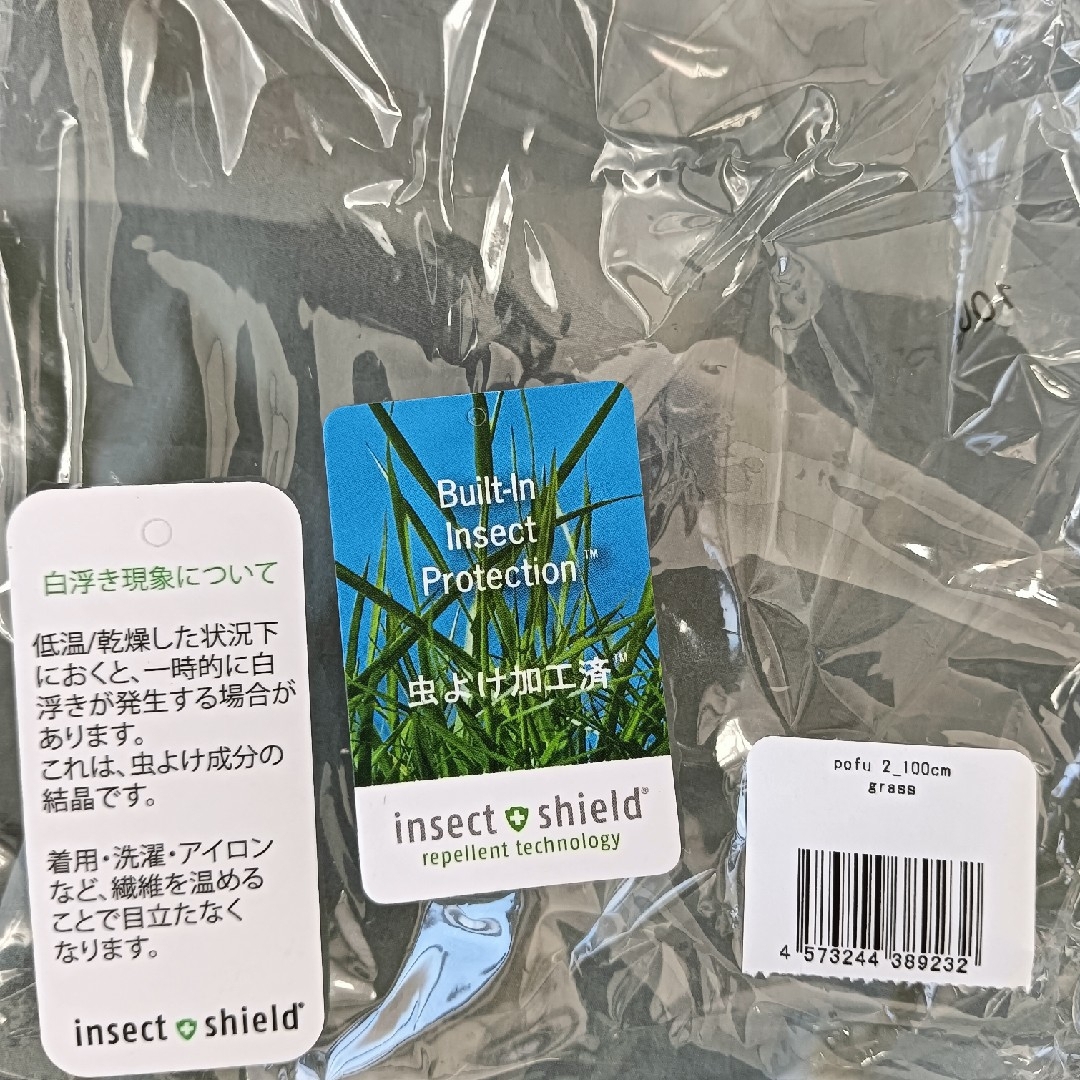 白浮き現象について
低温/乾燥した状況下
におくと、一時的に白
浮きが発生する場合が
あります。
これは、虫よけ成分の
結晶です。
着用・洗濯・アイロン
など、繊維を温める
ことで目立たなく
なります。
insect shield®
Built-In
Insect
Protection™
虫よけ加工済™
insect shield®
repellent technology
pofu 2_100cm
grass
4 573244 389232